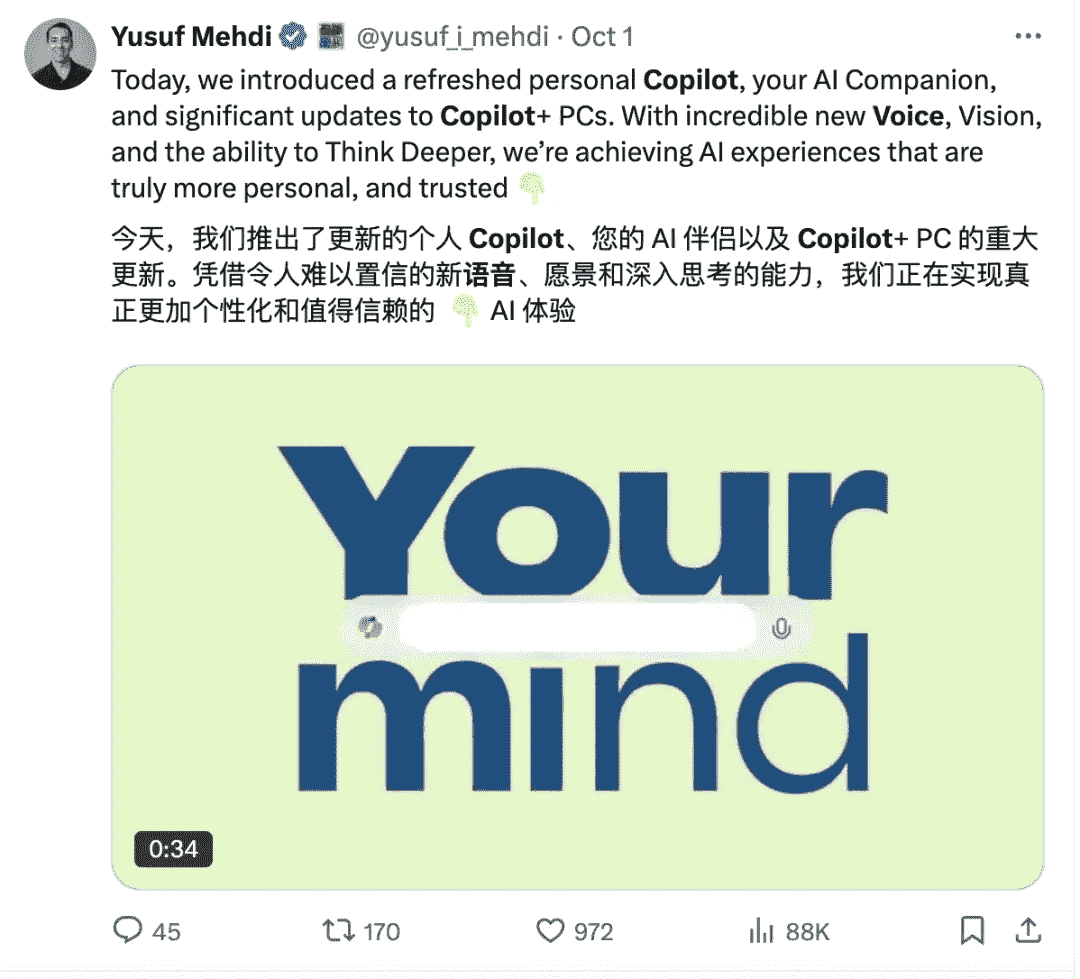 Yusuf Mehdi @yusuf_i_mehdi · Oct 1
Today, we introduced a refreshed personal Copilot, your AI Companion,
and significant updates to Copilot+ PCs. With incredible new Voice, Vision,
and the ability to Think Deeper, we're achieving AI experiences that are
truly more personal, and trusted 👇
今天，我们推出了更新的个人 Copilot、您的 AI 伴侣以及 Copilot+ PC 的重大
更新。凭借令人难以置信的新语音、愿景和深入思考的能力，我们正在实现真
正更加个性化和值得信赖的 👇 AI 体验
Your
mind
0:34
45 170 972 88K